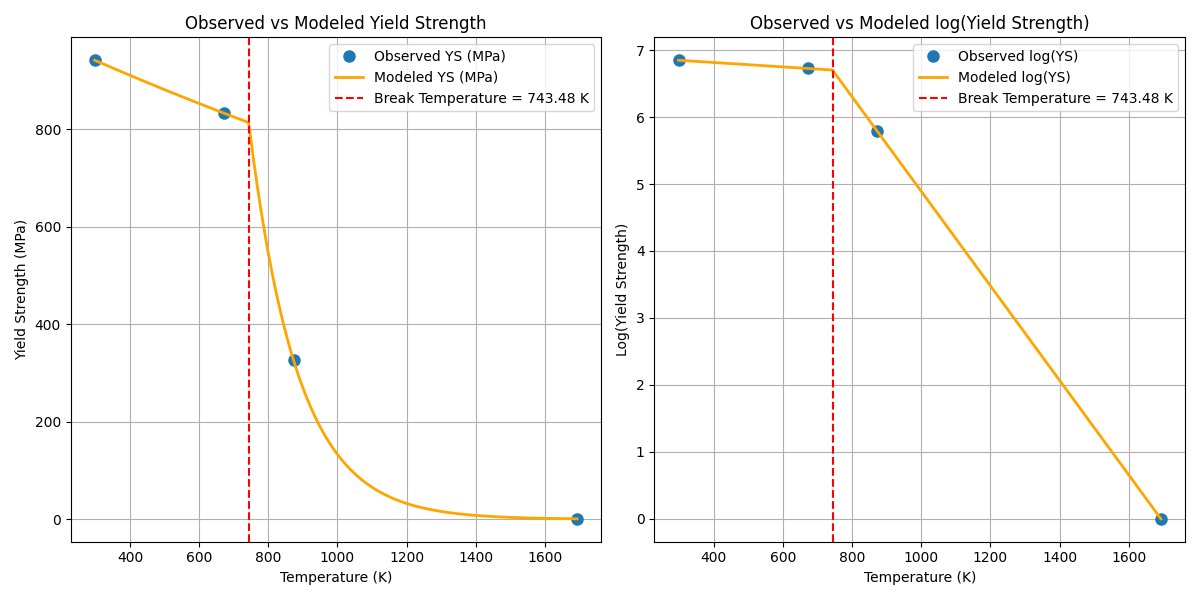 Observed vs Modeled Yield Strength
Observed YS (MPa)
Modeled YS (MPa)
Break Temperature = 743.48 K
Yield Strength (MPa)
800
600
400
200
0
400 600 800 1000 1200 1400 1600
Temperature (K)
Observed vs Modeled log(Yield Strength)
Observed log(YS)
Modeled log(YS)
Break Temperature = 743.48 K
Log(Yield Strength)
7
6
5
4
3
2
1
0
400 600 800 1000 1200 1400 1600
Temperature (K)